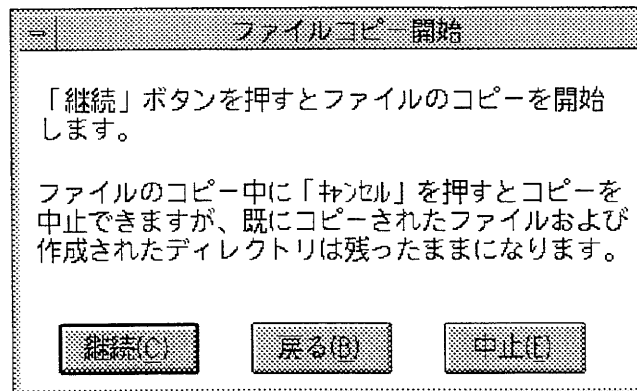 ファイルコピー開始
「継続」ボタンを押すとファイルのコピーを開始
します。
ファイルのコピー中に「ｷｬﾝｾﾙ」を押すとコピーを
中止できますが、既にコピーされたファイルおよび
作成されたディレクトリは残ったままになります。
継続(C) 戻る(B) 中止(E)